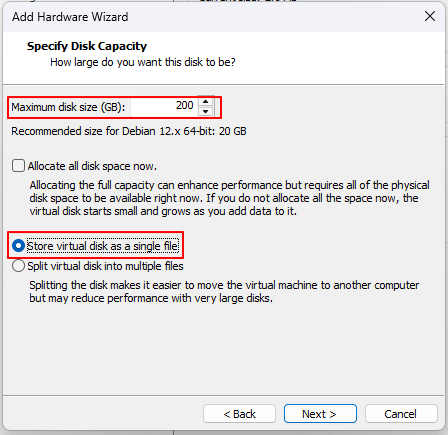 Add Hardware Wizard
Specify Disk Capacity
How large do you want this disk to be?
Maximum disk size (GB): 200
Recommended size for Debian 12.x 64-bit: 20 GB
Allocate all disk space now.
Allocating the full capacity can enhance performance but requires all of the physical
disk space to be available right now. If you do not allocate all the space now, the
virtual disk starts small and grows as you add data to it.
Store virtual disk as a single file
Split virtual disk into multiple files
Splitting the disk makes it easier to move the virtual machine to another computer
but may reduce performance with very large disks.
< Back
Next >
Cancel